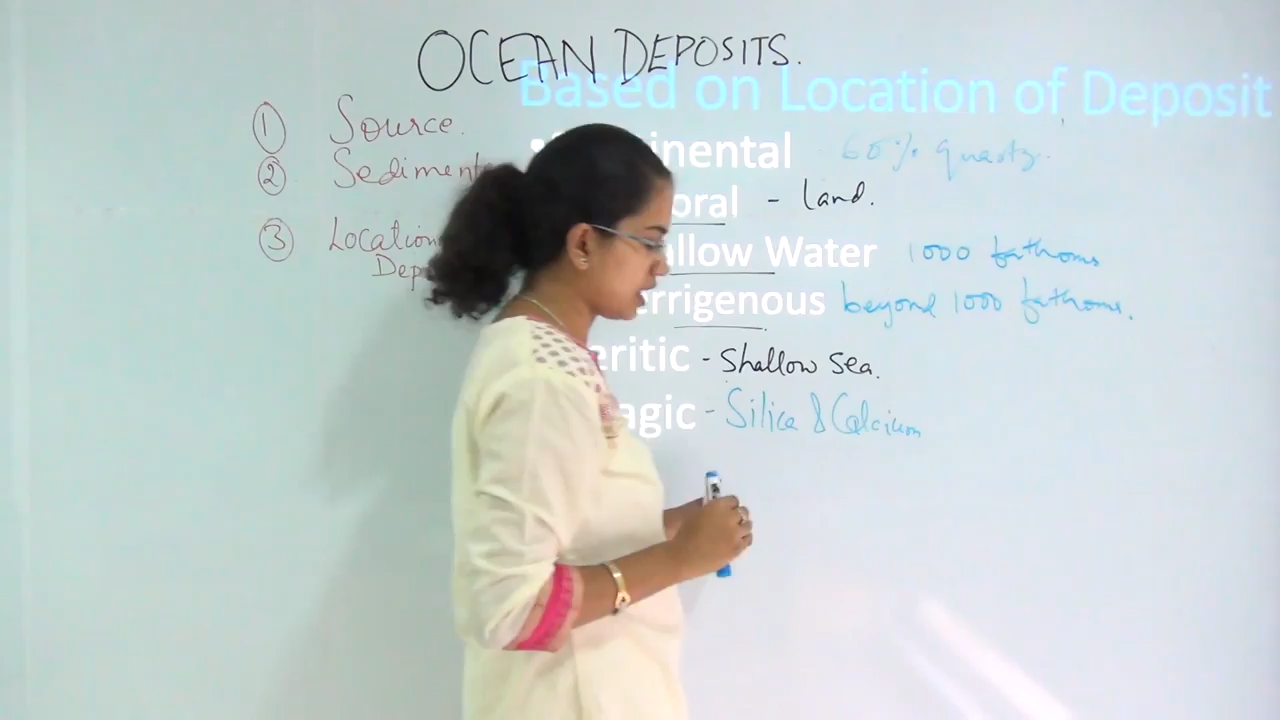 OCEAN DEPOSITS.
Based on Location of Deposit
① Source.
② Sediment
③ Location
Dep
inental 60% quartz.
oral - land.
allow Water 1000 fathoms
errigenous beyond 1000 fathoms.
eritic - Shallow sea.
agic - Silica & Calcium